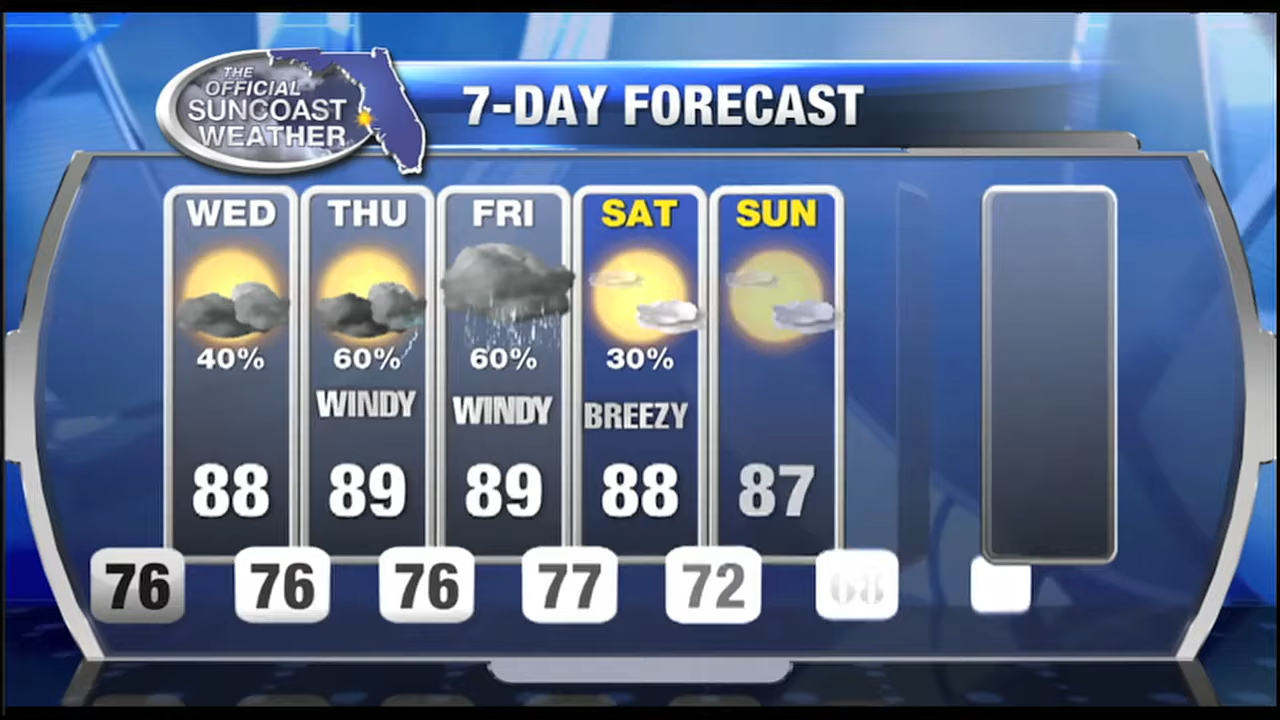 THE
OFFICIAL
SUNCOAST
WEATHER
7-DAY FORECAST
WED THU FRI SAT SUN
40% 60% 60% 30%
WINDY WINDY BREEZY
88 89 89 88 87
76 76 76 77 72 68